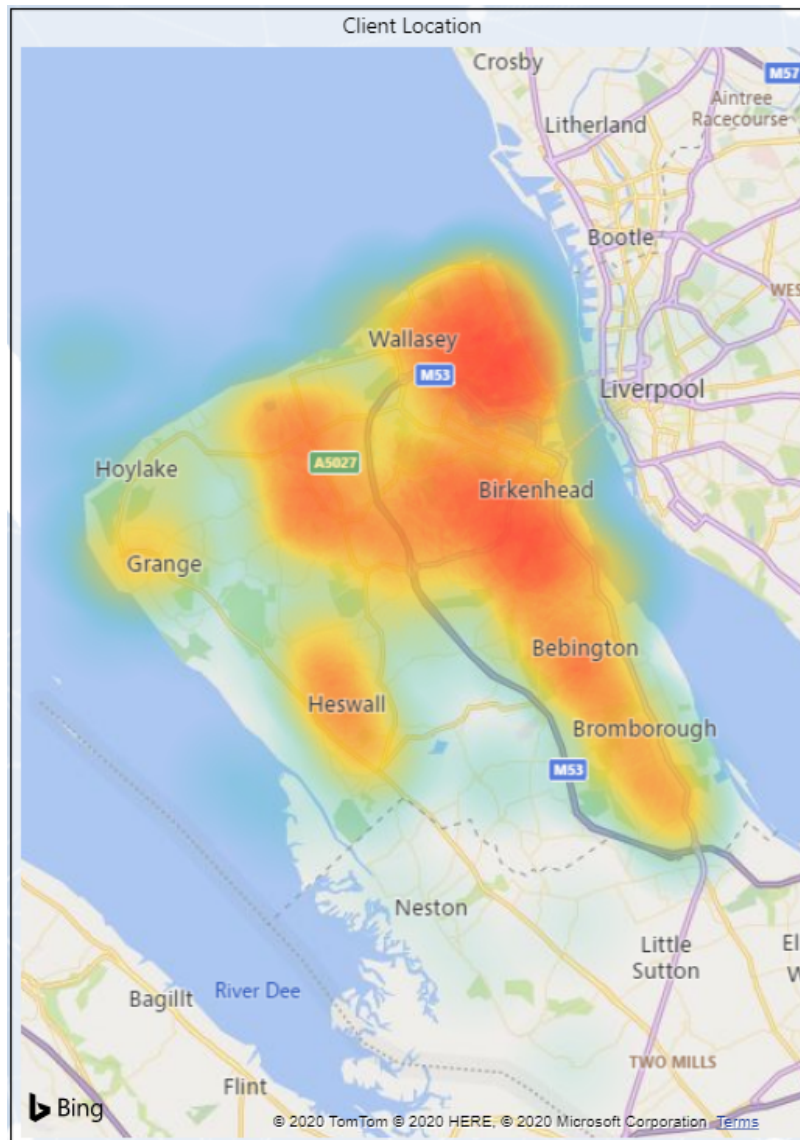 Client Location
Crosby
M57
Aintree
Racecourse
Litherland
Bootle
Wallasey
M53
Liverpool
A5027
Hoylake
Birkenhead
Grange
Bebington
Heswall
Bromborough
M53
Neston
Little
Sutton
River Dee
Bagillt
TWO MILLS
Flint
Bing
© 2020 TomTom © 2020 HERE, © 2020 Microsoft Corporation Terms